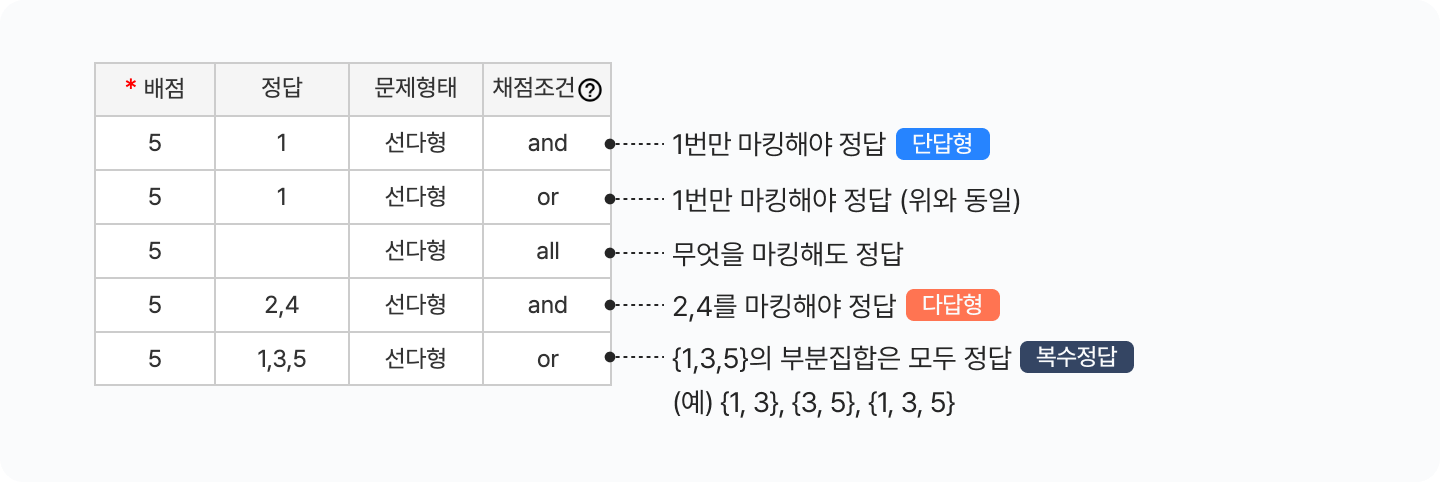 * 배점 정답 문제형태 채점조건?
5 1 선다형 and 1번만 마킹해야 정답 단답형
5 1 선다형 or 1번만 마킹해야 정답 (위와 동일)
5 선다형 all 무엇을 마킹해도 정답
5 2,4 선다형 and 2,4를 마킹해야 정답 다답형
5 1,3,5 선다형 or {1,3,5}의 부분집합은 모두 정답 복수정답
(예) {1, 3}, {3, 5}, {1, 3, 5}